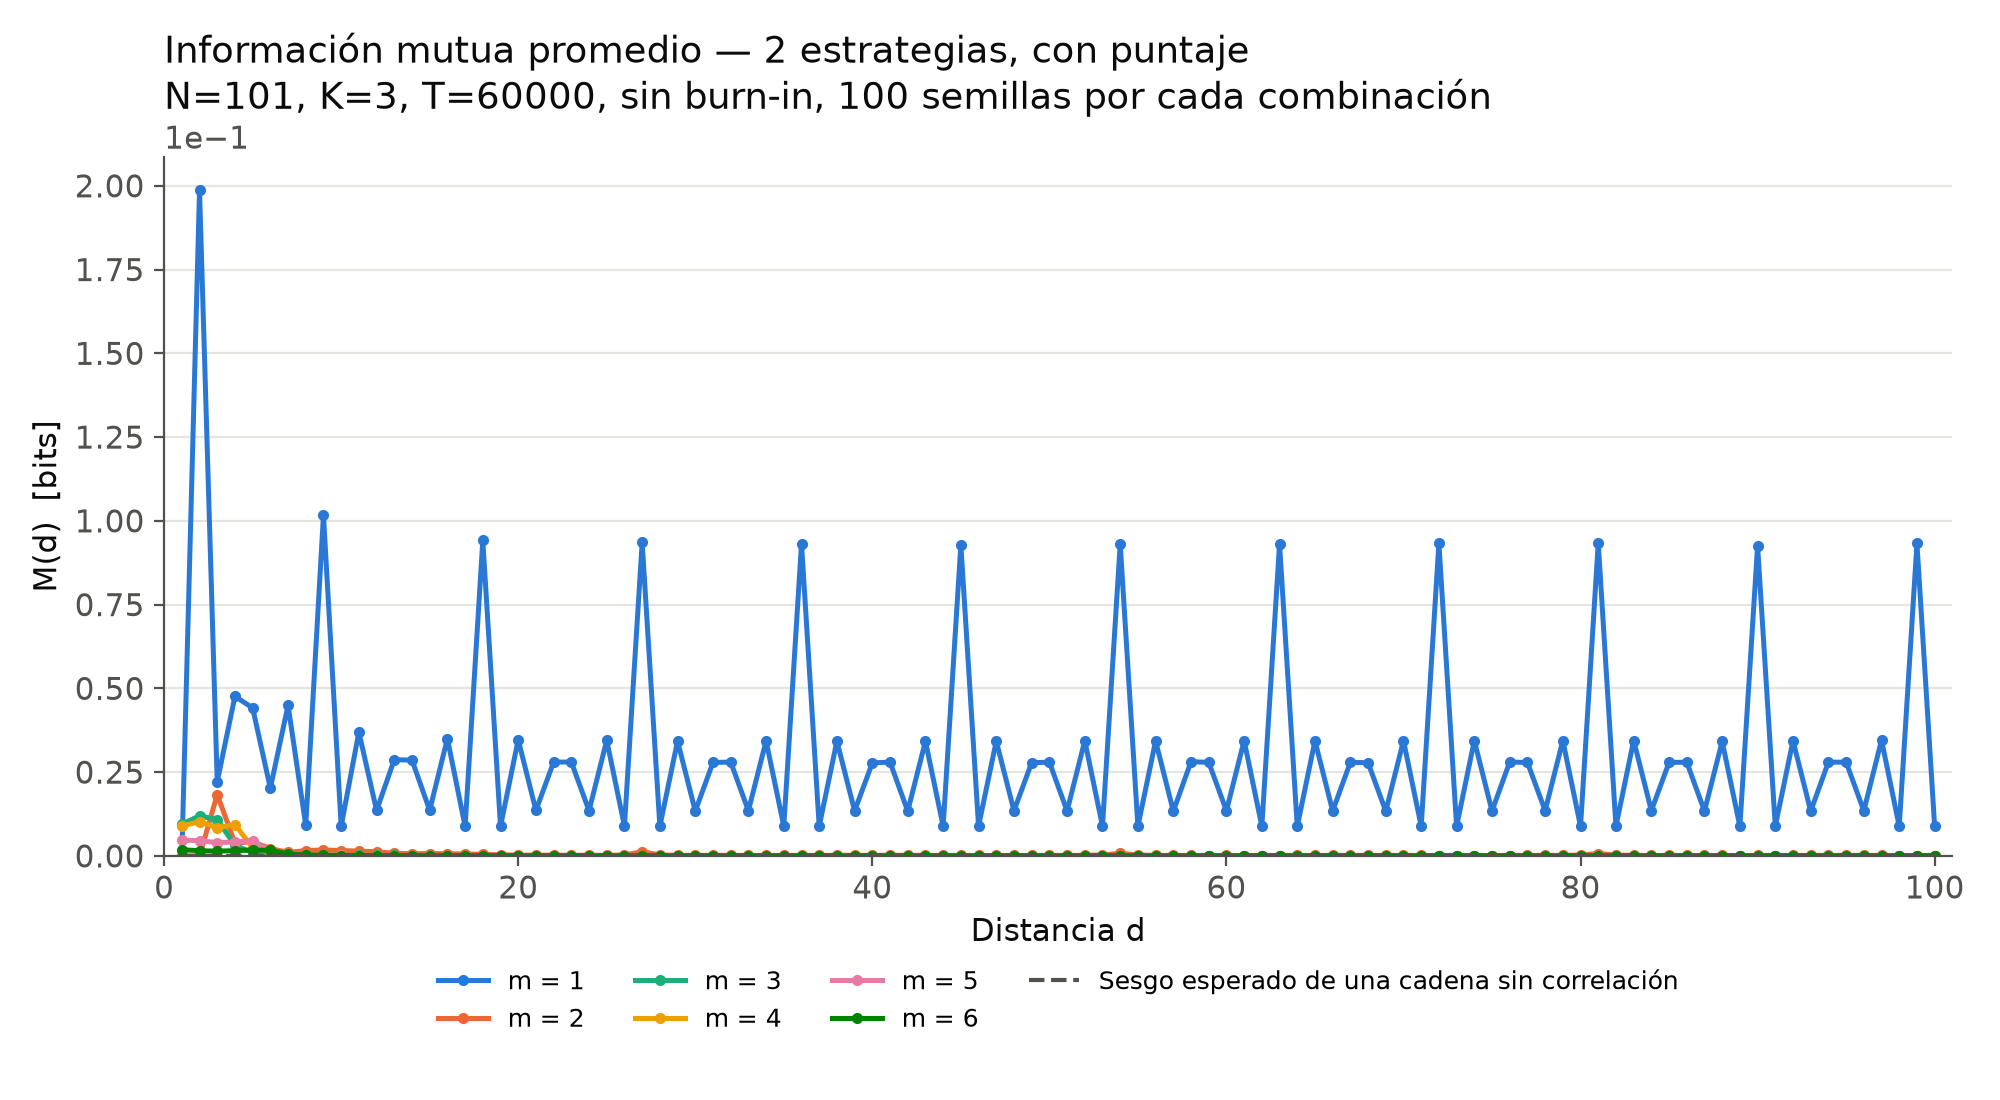 Información mutua promedio — 2 estrategias, con puntaje
N=101, K=3, T=60000, sin burn-in, 100 semillas por cada combinación
1e−1
2.00
1.75
1.50
1.25
1.00
0.75
0.50
0.25
0.00
M(d) [bits]
0 20 40 60 80 100
Distancia d
m = 1 m = 3 m = 5 Sesgo esperado de una cadena sin correlación
m = 2 m = 4 m = 6